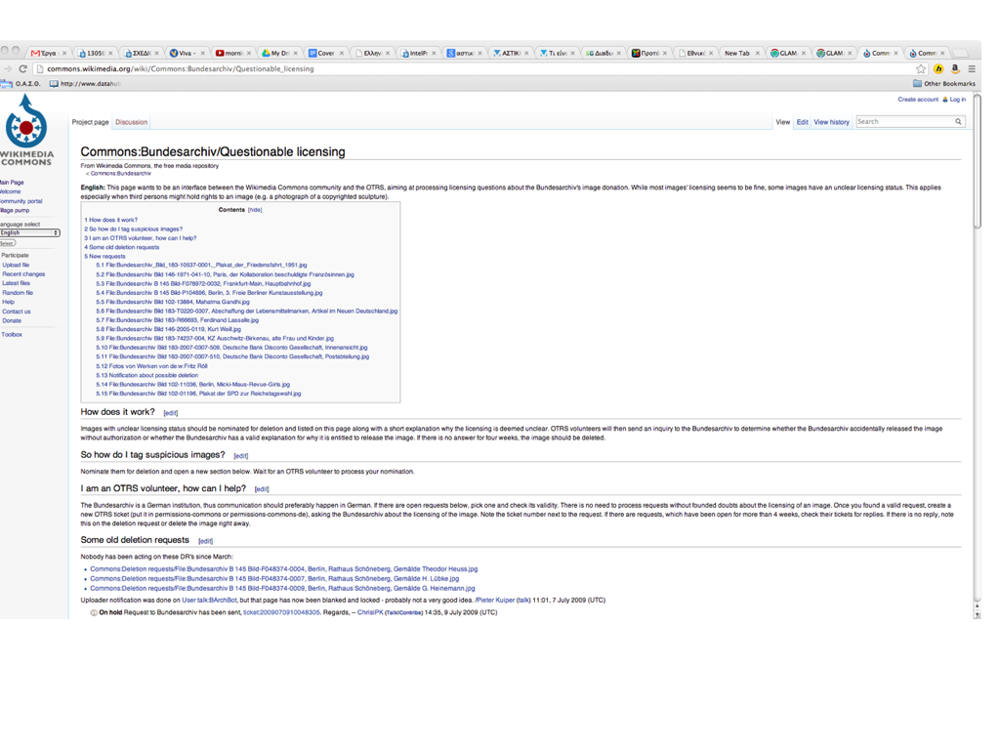 Έργα
1305C
ΣΧΕΔΙ
Viva –
morni
My Dr
Cover
Ελλην
IntelPr
αστικ
ΑΣΤΙΚ
Τι είνα
Διαδι
Προτά
Εθνικ
New Tab
GLAM
GLAM
Comm
Comm
commons.wikimedia.org/wiki/Commons:Bundesarchiv/Questionable_licensing
Ο.Α.Σ.Θ.
http://www.datahu
Other Bookmarks
Create account
Log in
WIKIMEDIA
COMMONS
Project page
Discussion
View
Edit
View history
Search
Main Page
Welcome
Community portal
Village pump
Language select
English
Select
Participate
Upload file
Recent changes
Latest files
Random file
Help
Contact us
Donate
Toolbox
Commons:Bundesarchiv/Questionable licensing
From Wikimedia Commons, the free media repository
< Commons:Bundesarchiv
English: This page wants to be an interface between the Wikimedia Commons community and the OTRS, aiming at processing licensing questions about the Bundesarchiv's image donation. While most images' licensing seems to be fine, some images have an unclear licensing status. This applies
especially when third persons might hold rights to an image (e.g. a photograph of a copyrighted sculpture).
Contents [hide]
1 How does it work?
2 So how do I tag suspicious images?
3 I am an OTRS volunteer, how can I help?
4 Some old deletion requests
5 New requests
5.1 File:Bundesarchiv_Bild_183-10537-0001,_Plakat_der_Friedensfahrt_1951.jpg
5.2 File:Bundesarchiv Bild 146-1971-041-10, Paris, der Kollaboration beschuldigte Französinnen.jpg
5.3 File:Bundesarchiv B 145 Bild-F078972-0032, Frankfurt-Main, Hauptbahnhof.jpg
5.4 File:Bundesarchiv B 145 Bild-P104696, Berlin, 3. Freie Berliner Kunstausstellung.jpg
5.5 File:Bundesarchiv Bild 102-13884, Mahatma Gandhi.jpg
5.6 File:Bundesarchiv Bild 183-T0220-0307, Abschaffung der Lebensmittelmarken, Artikel im Neuen Deutschland.jpg
5.7 File:Bundesarchiv Bild 183-R66693, Ferdinand Lassalle.jpg
5.8 File:Bundesarchiv Bild 146-2005-0119, Kurt Weill.jpg
5.9 File:Bundesarchiv Bild 183-74237-004, KZ Auschwitz-Birkenau, alte Frau und Kinder.jpg
5.10 File:Bundesarchiv Bild 183-2007-0307-509, Deutsche Bank Disconto Gesellschaft, Innenansicht.jpg
5.11 File:Bundesarchiv Bild 183-2007-0307-510, Deutsche Bank Disconto Gesellschaft, Postabteilung.jpg
5.12 Fotos von Werken von de:w:Fritz Röll
5.13 Notification about possible deletion
5.14 File:Bundesarchiv Bild 102-11036, Berlin, Micki-Maus-Revue-Girls.jpg
5.15 File:Bundesarchiv Bild 102-01196, Plakat der SPD zur Reichstagswahl.jpg
How does it work? [edit]
Images with unclear licensing status should be nominated for deletion and listed on this page along with a short explanation why the licensing is deemed unclear. OTRS volunteers will then send an inquiry to the Bundesarchiv to determine whether the Bundesarchiv accidentally released the image
without authorization or whether the Bundesarchiv has a valid explanation for why it is entitled to release the image. If there is no answer for four weeks, the image should be deleted.
So how do I tag suspicious images? [edit]
Nominate them for deletion and open a new section below. Wait for an OTRS volunteer to process your nomination.
I am an OTRS volunteer, how can I help? [edit]
The Bundesarchiv is a German institution, thus communication should preferably happen in German. If there are open requests below, pick one and check its validity. There is no need to process requests without founded doubts about the licensing of an image. Once you found a valid request, create a
new OTRS ticket (put it in permissions-commons or permissions-commons-de), asking the Bundesarchiv about the licensing of the image. Note the ticket number next to the request. If there are requests, which have been open for more than 4 weeks, check their tickets for replies. If there is no reply, note
this on the deletion request or delete the image right away.
Some old deletion requests [edit]
Nobody has been acting on these DR's since March:
Commons:Deletion requests/File:Bundesarchiv B 145 Bild-F048374-0004, Berlin, Rathaus Schöneberg, Gemälde Theodor Heuss.jpg
Commons:Deletion requests/File:Bundesarchiv B 145 Bild-F048374-0007, Berlin, Rathaus Schöneberg, Gemälde H. Lübke.jpg
Commons:Deletion requests/File:Bundesarchiv B 145 Bild-F048374-0009, Berlin, Rathaus Schöneberg, Gemälde G. Heinemann.jpg
Uploader notification was done on User talk:BArchBot, but that page has now been blanked and locked - probably not a very good idea. /Pieter Kuiper (talk) 11:01, 7 July 2009 (UTC)
On hold Request to Bundesarchiv has been sent, ticket:2009070910048305. Regards, -- ChrisiPK (Talk|Contribs) 14:35, 9 July 2009 (UTC)